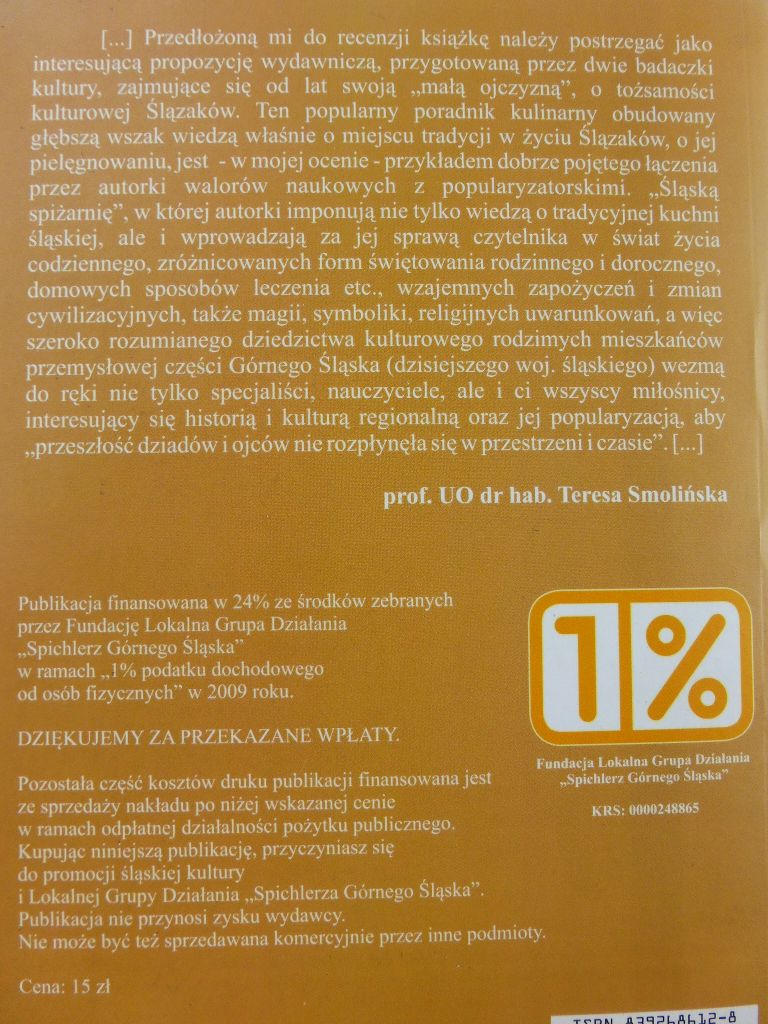 [...] Przedłożoną mi do recenzji książkę należy postrzegać jako
interesującą propozycję wydawniczą, przygotowaną przez dwie badaczki
kultury, zajmujące się od lat swoją „małą ojczyzną”, o tożsamości
kulturowej Ślązaków. Ten popularny poradnik kulinarny obudowany
głębszą wszak wiedzą właśnie o miejscu tradycji w życiu Ślązaków, o jej
pielęgnowaniu, jest - w mojej ocenie - przykładem dobrze pojętego łączenia
przez autorki walorów naukowych z popularyzatorskimi. „Śląską
spiżarnię”, w której autorki imponują nie tylko wiedzą o tradycyjnej kuchni
śląskiej, ale i wprowadzają za jej sprawą czytelnika w świat życia
codziennego, zróżnicowanych form świętowania rodzinnego i dorocznego,
domowych sposobów leczenia etc., wzajemnych zapożyczeń i zmian
cywilizacyjnych, także magii, symboliki, religijnych uwarunkowań, a więc
szeroko rozumianego dziedzictwa kulturowego rodzimych mieszkańców
przemysłowej części Górnego Śląska (dzisiejszego woj. śląskiego) wezmą
do ręki nie tylko specjaliści, nauczyciele, ale i ci wszyscy miłośnicy,
interesujący się historią i kulturą regionalną oraz jej popularyzacją, aby
„przeszłość dziadów i ojców nie rozpłynęła się w przestrzeni i czasie”. [...]
prof. UO dr hab. Teresa Smolińska
Publikacja finansowana w 24% ze środków zebranych
przez Fundację Lokalna Grupa Działania
„Spichlerz Górnego Śląska”
w ramach „1% podatku dochodowego
od osób fizycznych” w 2009 roku.
DZIĘKUJEMY ZA PRZEKAZANE WPŁATY.
Pozostała część kosztów druku publikacji finansowana jest
ze sprzedaży nakładu po niżej wskazanej cenie
w ramach odpłatnej działalności pożytku publicznego.
Kupując niniejszą publikację, przyczyniasz się
do promocji śląskiej kultury
i Lokalnej Grupy Działania „Spichlerza Górnego Śląska”.
Publikacja nie przynosi zysku wydawcy.
Nie może być też sprzedawana komercyjnie przez inne podmioty.
Cena: 15 zł
1%
Fundacja Lokalna Grupa Działania
„Spichlerz Górnego Śląska”
KRS: 0000248865
ISBN 839268612-8